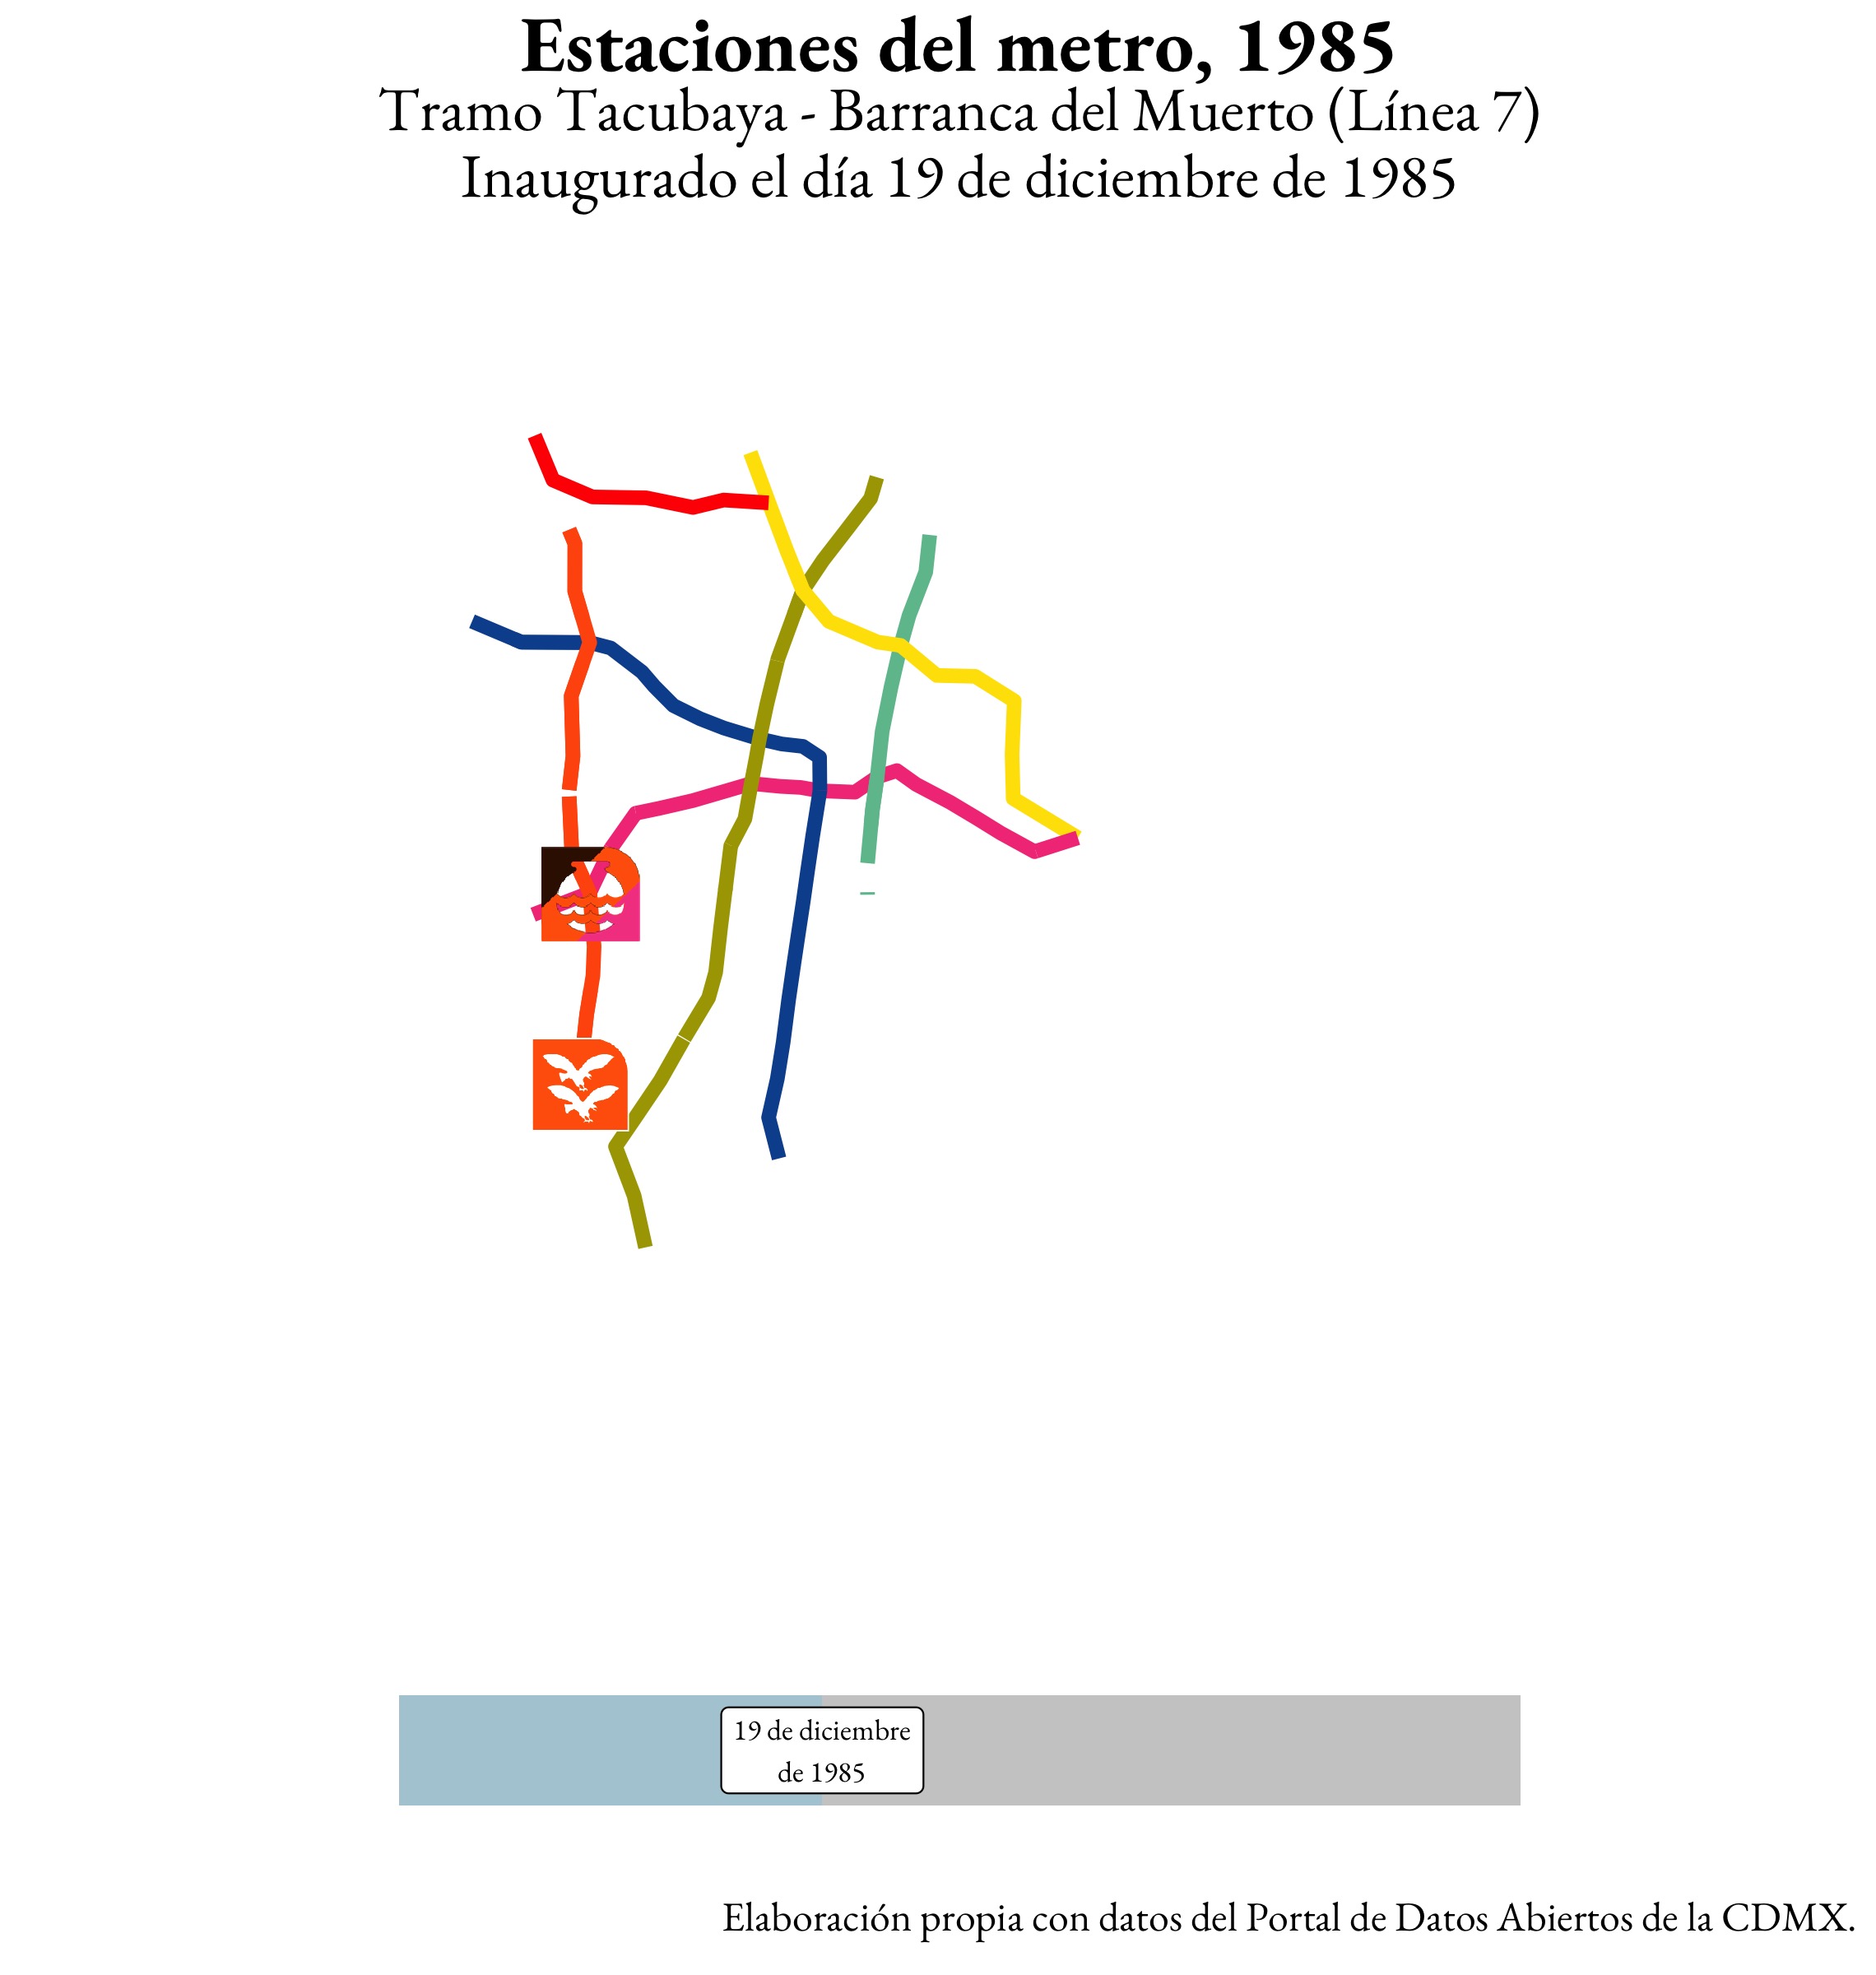 Estaciones del metro, 1985
Tramo Tacubaya - Barranca del Muerto (Línea 7)
Inaugurado el día 19 de diciembre de 1985
19 de diciembre
de 1985
Elaboración propia con datos del Portal de Datos Abiertos de la CDMX.